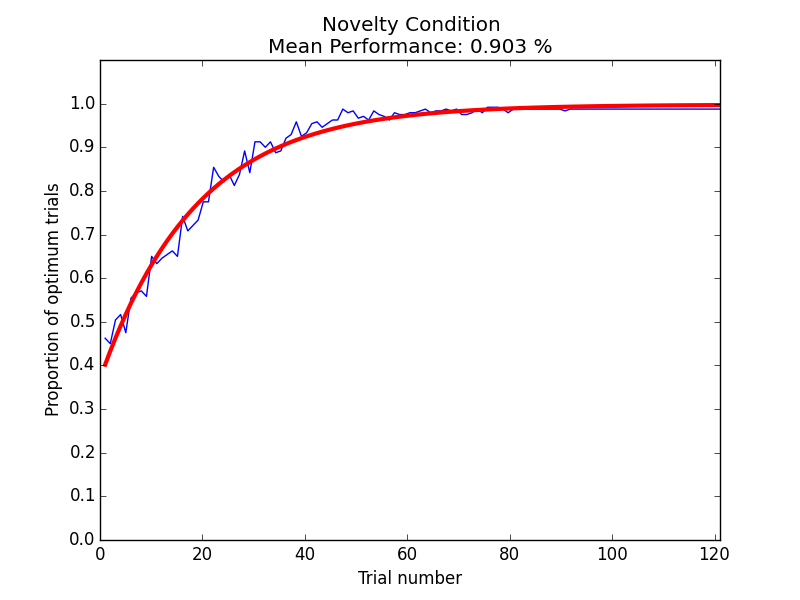 Novelty Condition
Mean Performance: 0.903 %
1.0
0.9
0.8
0.7
0.6
0.5
0.4
0.3
0.2
0.1
0.0
Proportion of optimum trials
0 20 40 60 80 100 120
Trial number